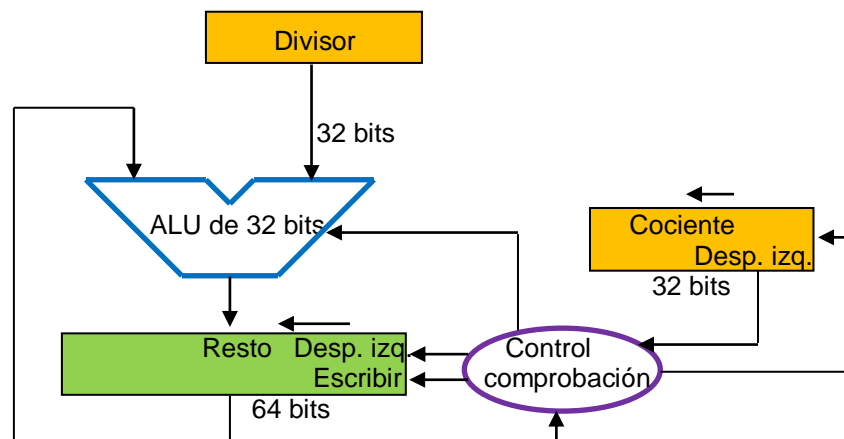 Divisor
32 bits
ALU de 32 bits
Cociente
Desp. izq.
32 bits
Resto Desp. izq.
Escribir
64 bits
Control
comprobación